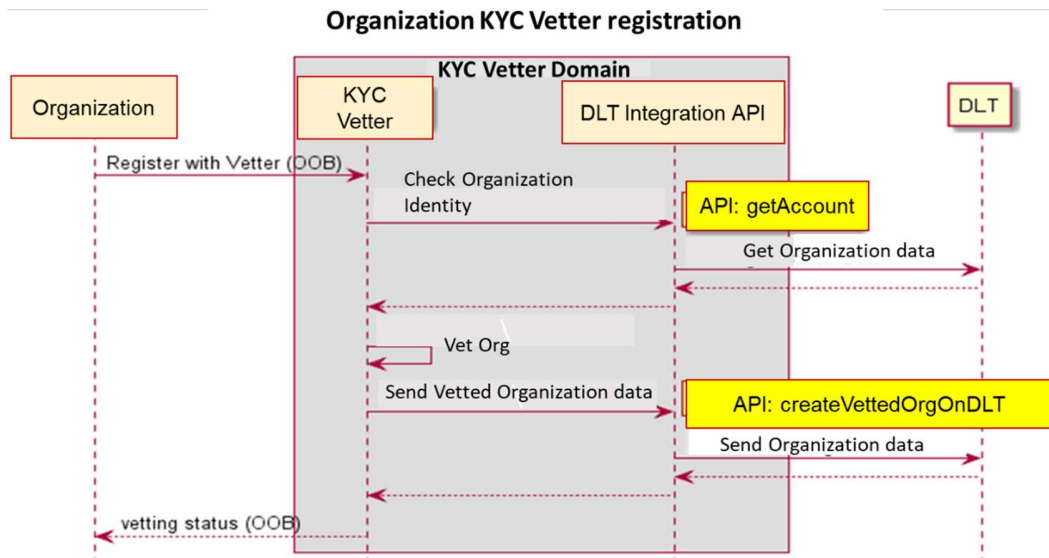 Organization KYC Vetter registration
KYC Vetter Domain
Organization
KYC
Vetter
DLT Integration API
DLT
Register with Vetter (OOB)
Check Organization
Identity
API: getAccount
Get Organization data
Vet Org
Send Vetted Organization data
API: createVettedOrgOnDLT
Send Organization data
vetting status (OOB)